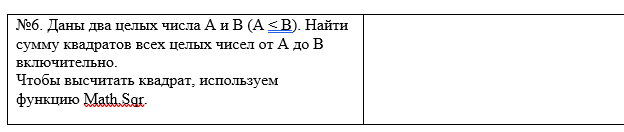 №6. Даны два целых числа A и B (A < B). Найти
сумму квадратов всех целых чисел от A до B
включительно.
Чтобы высчитать квадрат, используем
функцию Math.Sqr.